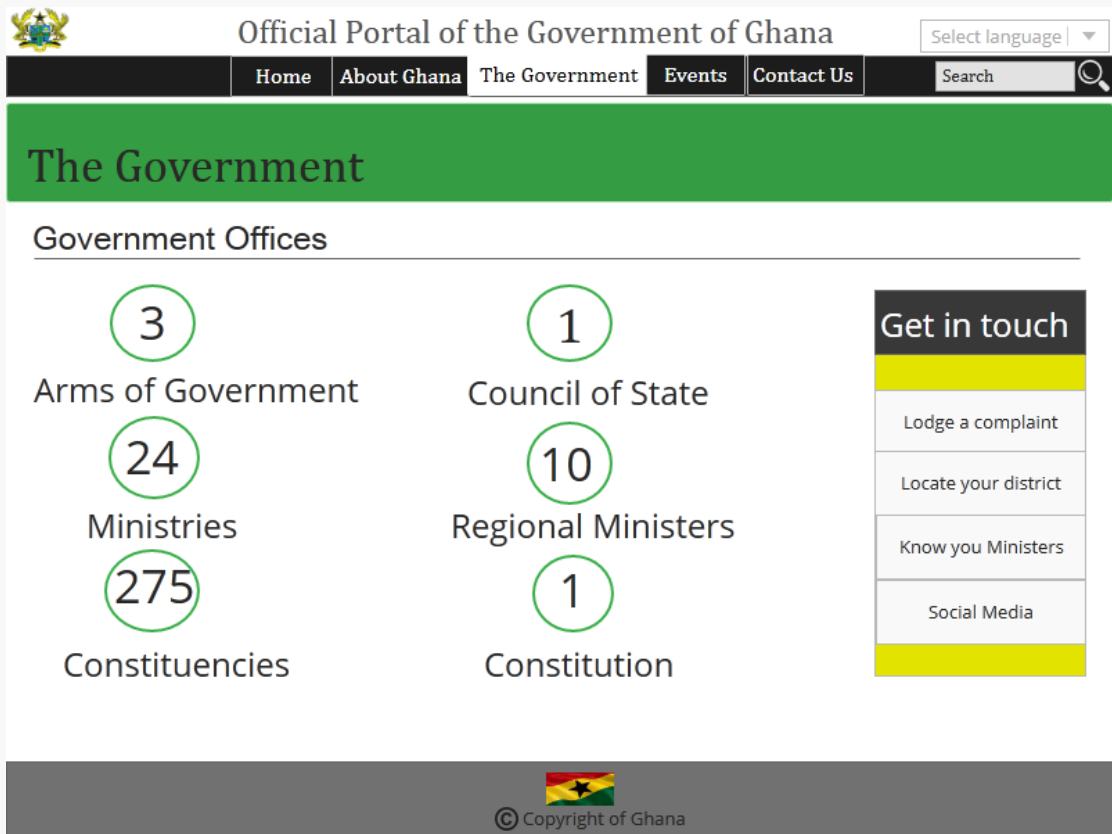 Official Portal of the Government of Ghana
Select language
Home About Ghana The Government Events Contact Us Search
The Government
Government Offices
3
Arms of Government
1
Council of State
24
Ministries
10
Regional Ministers
275
Constituencies
1
Constitution
Get in touch
Lodge a complaint
Locate your district
Know you Ministers
Social Media
© Copyright of Ghana